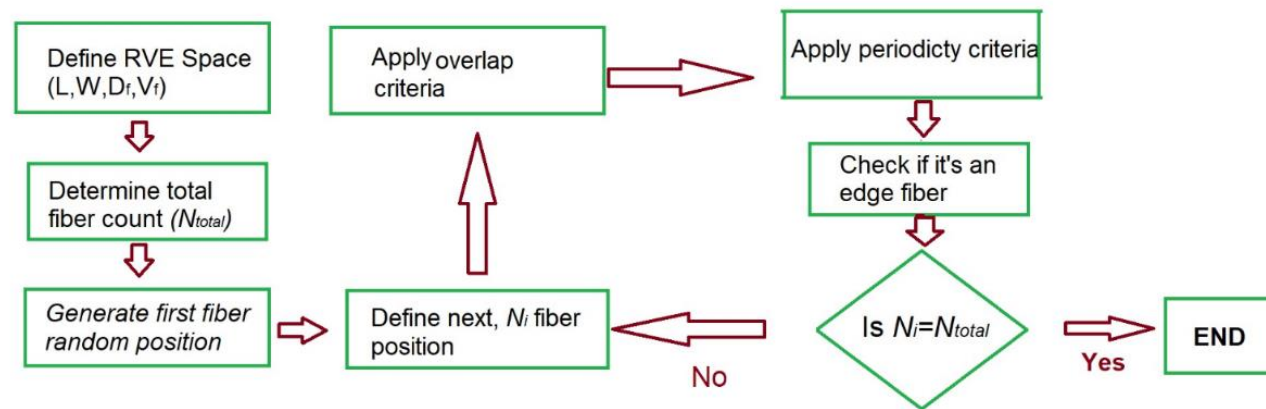 Define RVE Space
(L,W,Df,Vf)
Determine total
fiber count (Ntotal)
Generate first fiber
random position
Define next, Ni fiber
position
Apply overlap
criteria
Apply periodicty criteria
Check if it's an
edge fiber
Is Ni=Ntotal
No
Yes
END